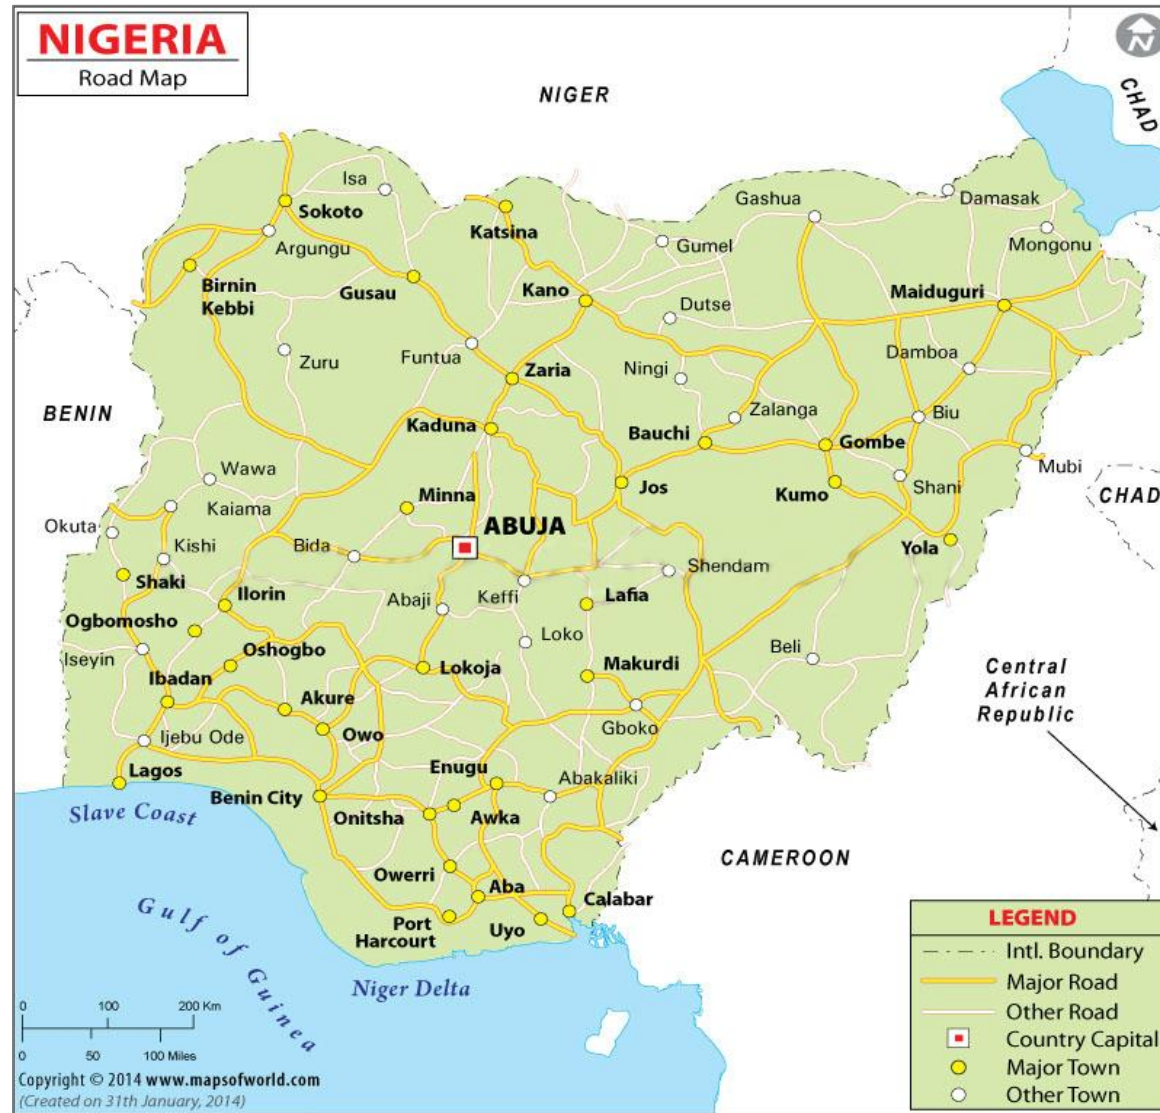 NIGERIA
Road Map
NIGER
CHAD
Isa
Sokoto
Argungu
Katsina
Gumel
Gashua
Damasak
Mongonu
Birnin
Kebbi
Gusau
Kano
Dutse
Maiduguri
Zuru
Funtua
Zaria
Ningi
Damboa
BENIN
Kaduna
Bauchi
Zalanga
Gombe
Biu
Wawa
Kaiama
Minna
Jos
Kumo
Shani
Mubi
CHAD
Okuta
Kishi
Bida
ABUJA
Yola
Shaki
Ilorin
Abaji
Keffi
Lafia
Shendam
Ogbomosho
Iseyin
Oshogbo
Loko
Beli
Ibadan
Lokoja
Makurdi
Central
African
Republic
Akure
Owo
Gboko
Ijebu Ode
Lagos
Enugu
Abakaliki
Slave Coast
Benin City
Onitsha
Awka
CAMEROON
Owerri
Aba
Calabar
Port
Harcourt
Uyo
Gulf of Guinea
Niger Delta
0 100 200 Km
0 50 100 Miles
Copyright © 2014 www.mapsofworld.com
(Created on 31th January, 2014)
LEGEND
Intl. Boundary
Major Road
Other Road
Country Capital
Major Town
Other Town
N